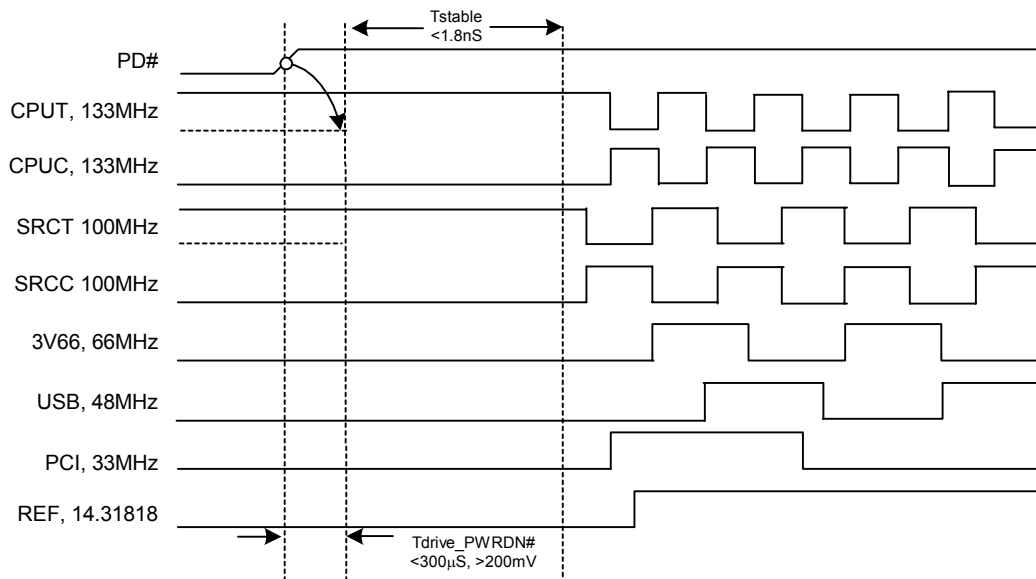 Tstable
<1.8nS
PD#
CPUT, 133MHz
CPUC, 133MHz
SRCT 100MHz
SRCC 100MHz
3V66, 66MHz
USB, 48MHz
PCI, 33MHz
REF, 14.31818
Tdrive_PWRDN#
<300μS, >200mV